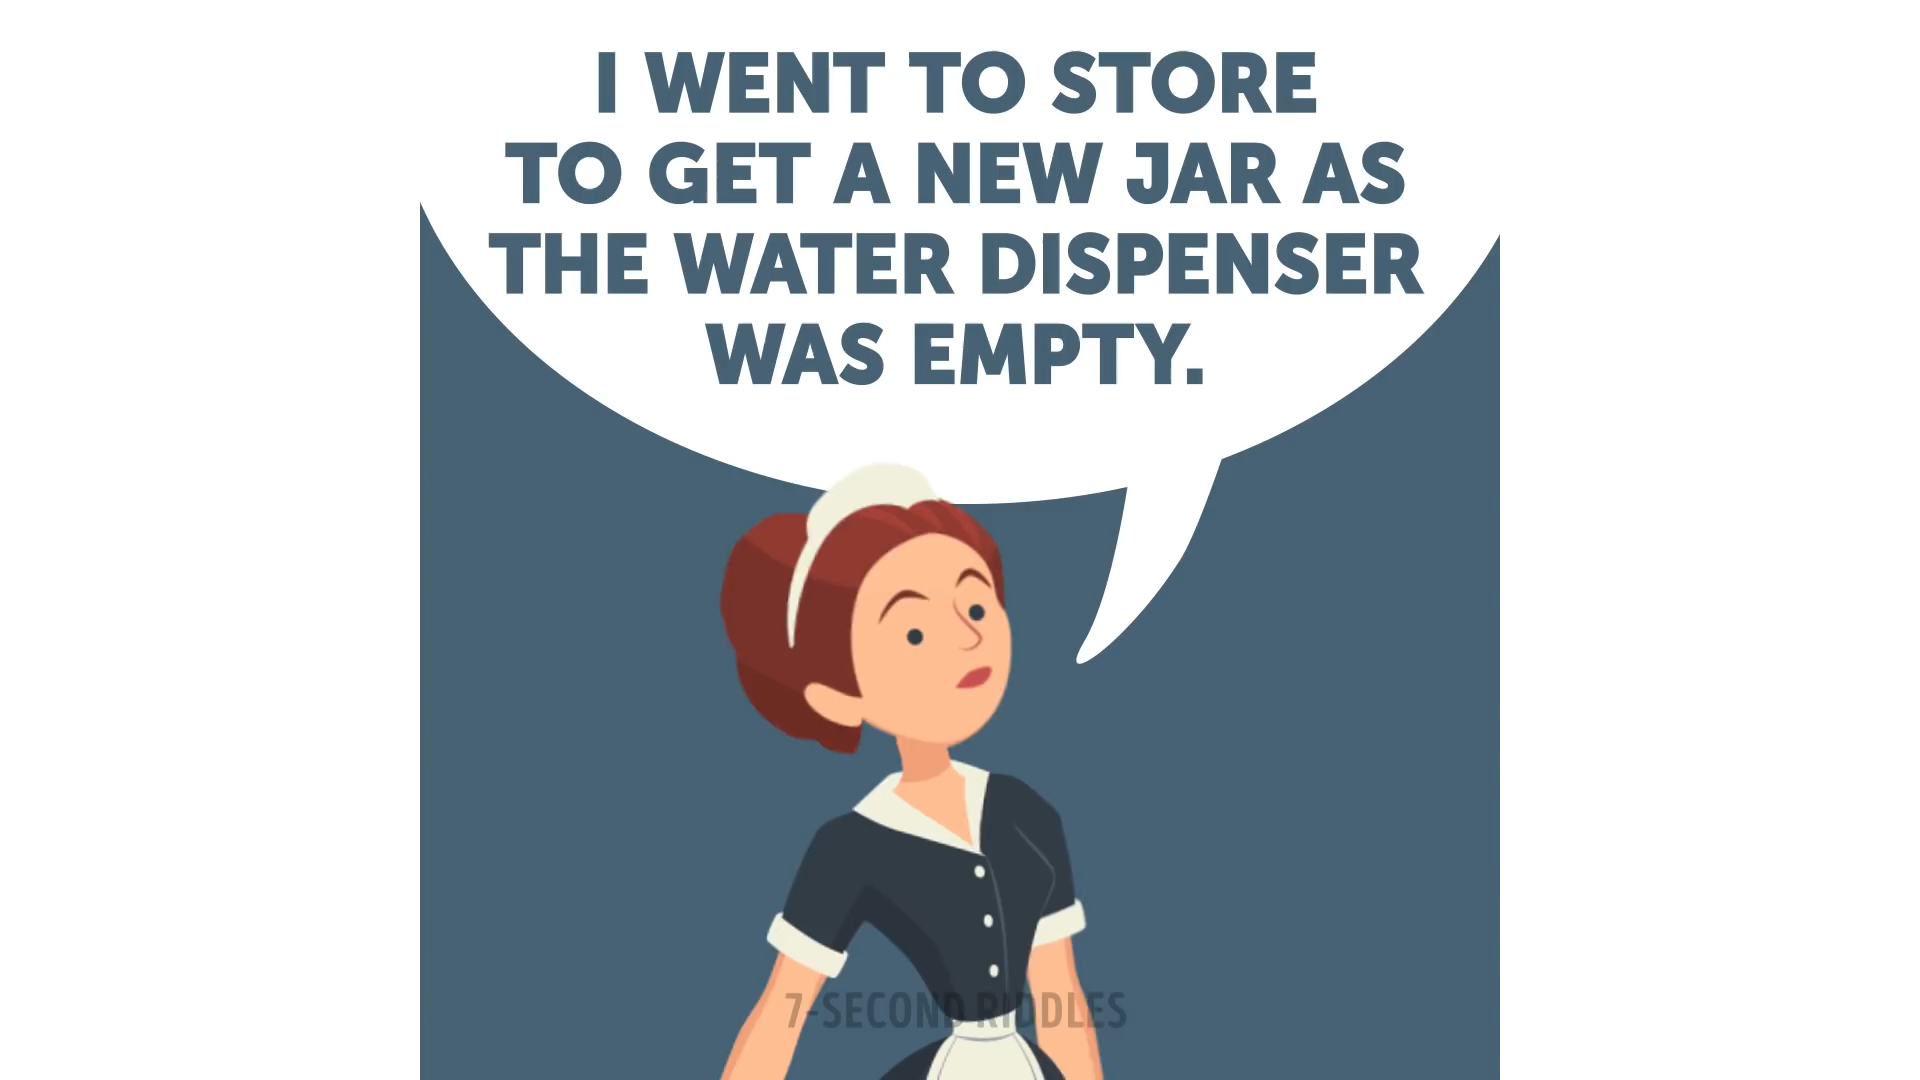 I WENT TO STORE
TO GET A NEW JAR AS
THE WATER DISPENSER
WAS EMPTY.
7-SECOND RIDDLES